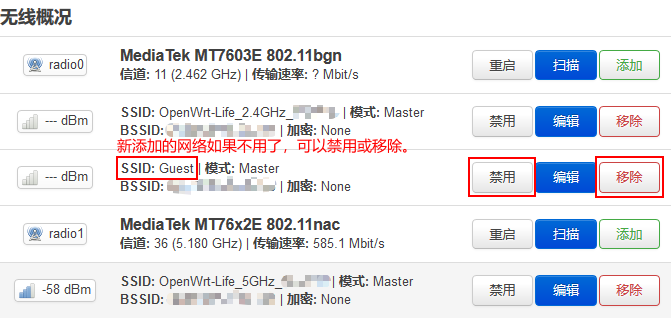 无线概况
radio0
MediaTek MT7603E 802.11bgn
信道: 11 (2.462 GHz) | 传输速率: ? Mbit/s
重启 扫描 添加
--- dBm
SSID: OpenWrt-Life_2.4GHz_ | 模式: Master
BSSID: | 加密: None
禁用 编辑 移除
新添加的网络如果不用了，可以禁用或移除。
--- dBm
SSID: Guest | 模式: Master
BSSID: | 加密: None
禁用 编辑 移除
radio1
MediaTek MT76x2E 802.11nac
信道: 36 (5.180 GHz) | 传输速率: 585.1 Mbit/s
重启 扫描 添加
-58 dBm
SSID: OpenWrt-Life_5GHz_ | 模式: Master
BSSID: | 加密: None
禁用 编辑 移除